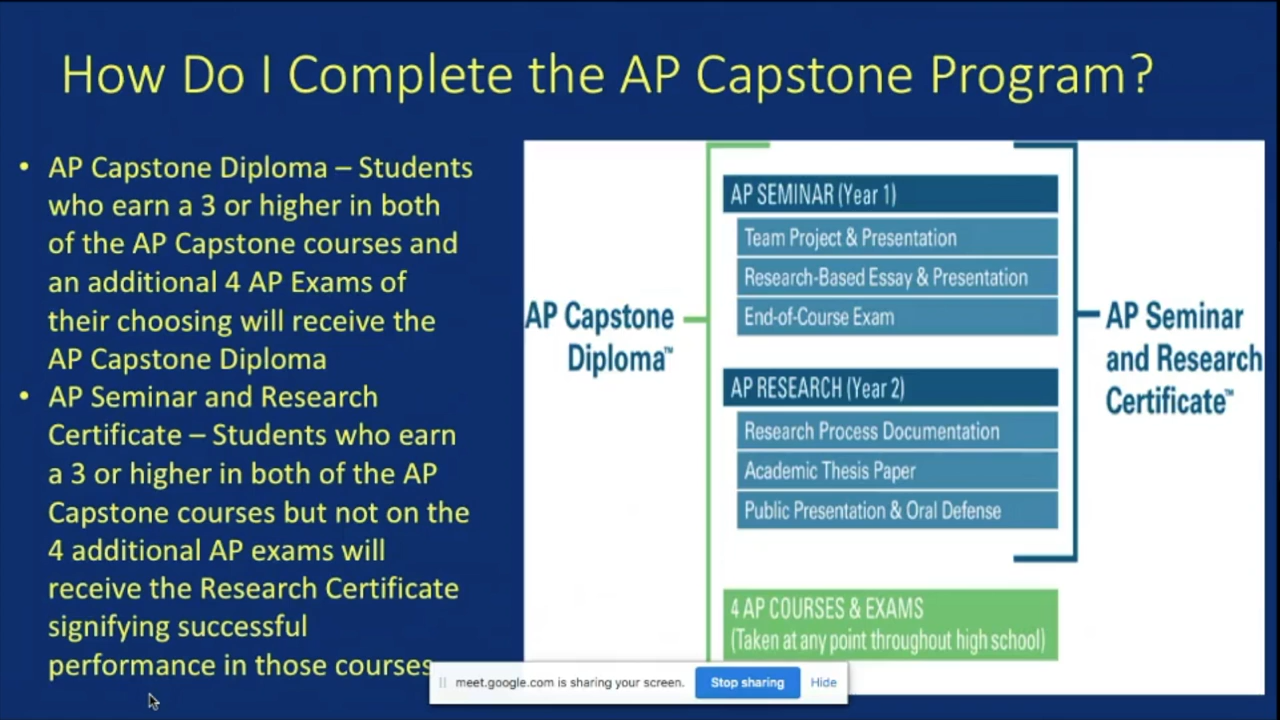 How Do I Complete the AP Capstone Program?
• AP Capstone Diploma – Students
who earn a 3 or higher in both
of the AP Capstone courses and
an additional 4 AP Exams of
their choosing will receive the
AP Capstone Diploma
• AP Seminar and Research
Certificate – Students who earn
a 3 or higher in both of the AP
Capstone courses but not on the
4 additional AP exams will
receive the Research Certificate
signifying successful
performance in those courses
AP Capstone
Diploma™
AP SEMINAR (Year 1)
Team Project & Presentation
Research-Based Essay & Presentation
End-of-Course Exam
AP RESEARCH (Year 2)
Research Process Documentation
Academic Thesis Paper
Public Presentation & Oral Defense
4 AP COURSES & EXAMS
(Taken at any point throughout high school)
AP Seminar
and Research
Certificate™
meet.google.com is sharing your screen.
Stop sharing
Hide